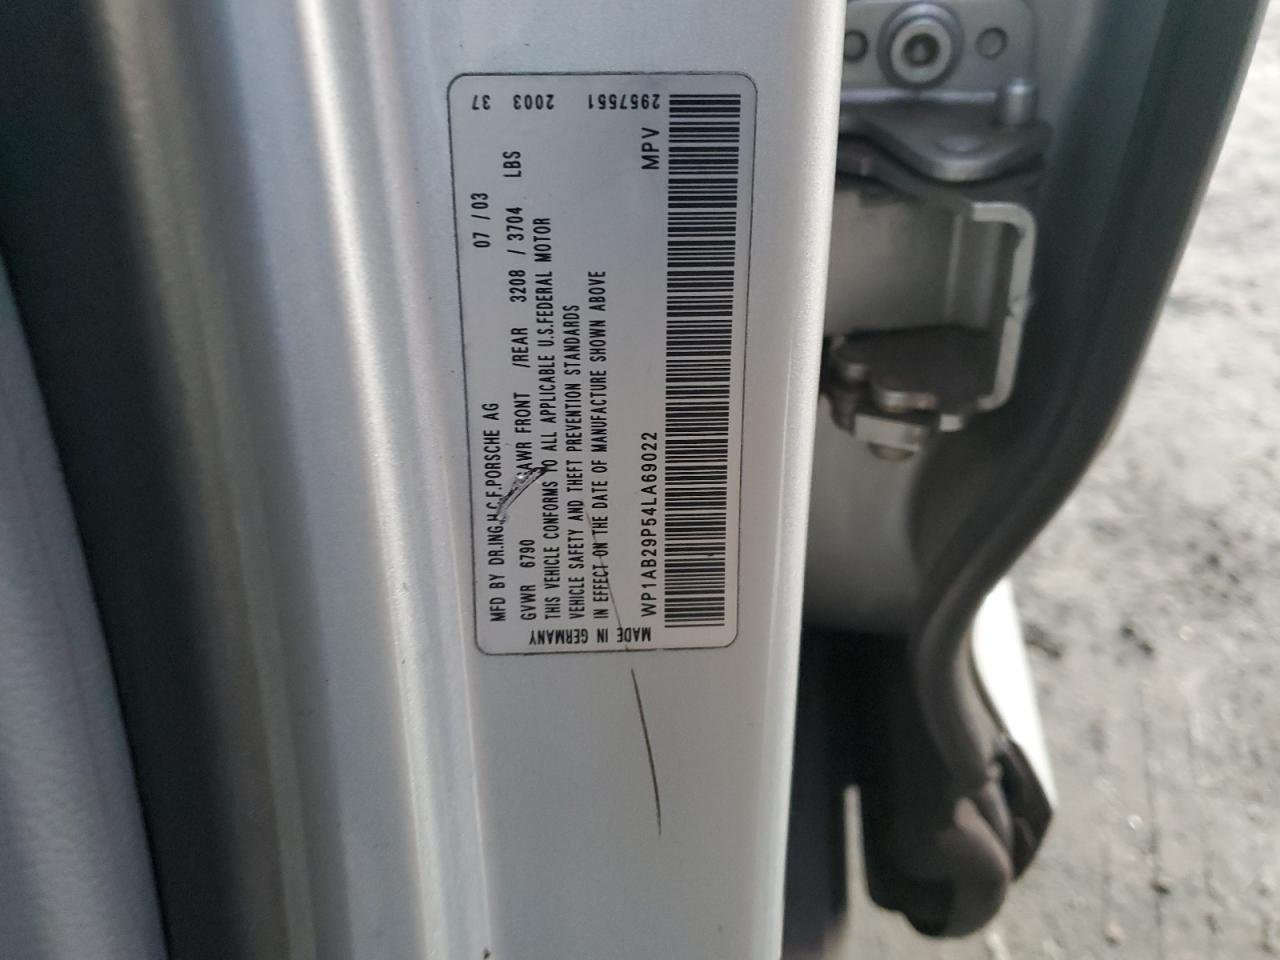 MFD BY DR.ING.H.C.F.PORSCHE AG 07 /03
GVWR 6790 GAWR FRONT /REAR 3208 / 3704 LBS
THIS VEHICLE CONFORMS TO ALL APPLICABLE U.S.FEDERAL MOTOR
VEHICLE SAFETY AND THEFT PREVENTION STANDARDS
IN EFFECT ON THE DATE OF MANUFACTURE SHOWN ABOVE
WP1AB29P54LA69022 MPV
MADE IN GERMANY
37
2003
2957551